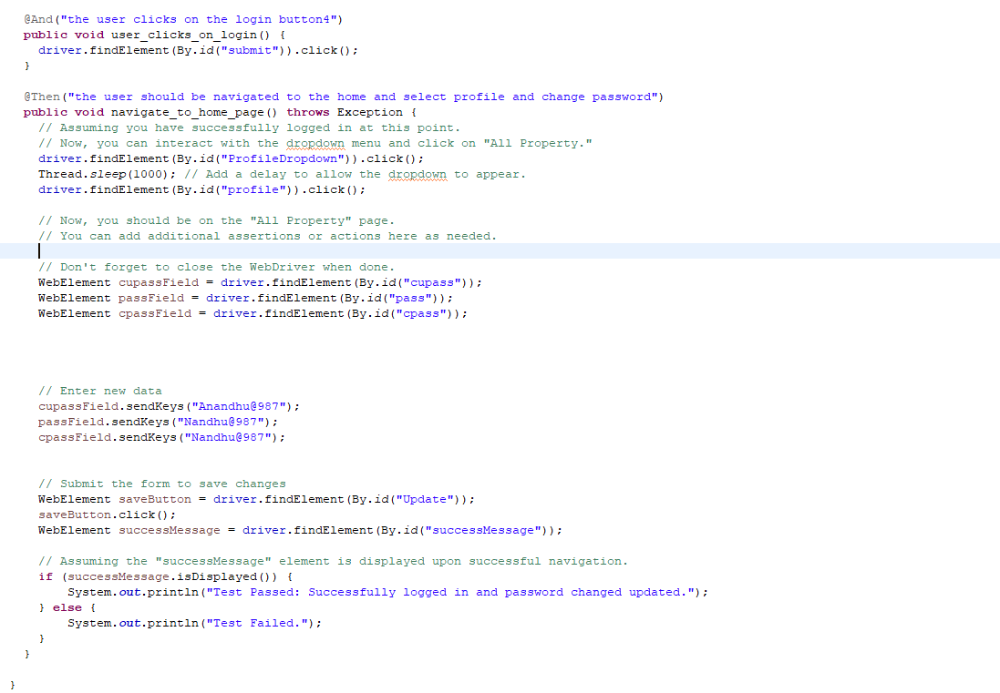 @And("the user clicks on the login button4")
public void user_clicks_on_login() {
driver.findElement(By.id("submit")).click();
}
@Then("the user should be navigated to the home and select profile and change password")
public void navigate_to_home_page() throws Exception {
// Assuming you have successfully logged in at this point.
// Now, you can interact with the dropdown menu and click on "All Property."
driver.findElement(By.id("ProfileDropdown")).click();
Thread.sleep(1000); // Add a delay to allow the dropdown to appear.
driver.findElement(By.id("profile")).click();
// Now, you should be on the "All Property" page.
// You can add additional assertions or actions here as needed.
// Don't forget to close the WebDriver when done.
WebElement cupassField = driver.findElement(By.id("cupass"));
WebElement passField = driver.findElement(By.id("pass"));
WebElement cpassField = driver.findElement(By.id("cpass"));
// Enter new data
cupassField.sendKeys("Anandhu@987");
passField.sendKeys("Nandhu@987");
cpassField.sendKeys("Nandhu@987");
// Submit the form to save changes
WebElement saveButton = driver.findElement(By.id("Update"));
saveButton.click();
WebElement successMessage = driver.findElement(By.id("successMessage"));
// Assuming the "successMessage" element is displayed upon successful navigation.
if (successMessage.isDisplayed()) {
System.out.println("Test Passed: Successfully logged in and password changed updated.");
} else {
System.out.println("Test Failed.");
}
}
}